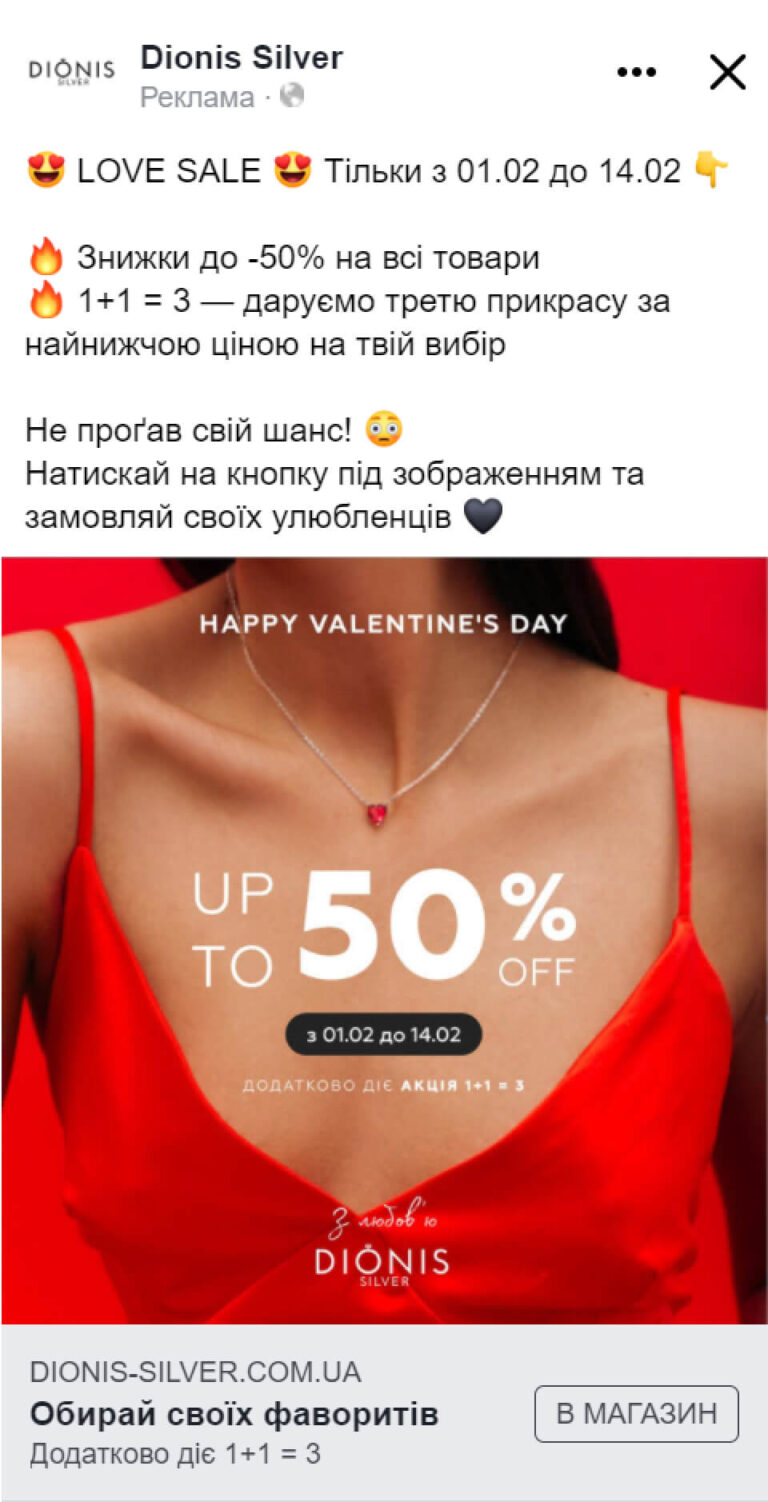 DIONIS
SILVER
Dionis Silver
Реклама ·
😍 LOVE SALE 😍 Тільки з 01.02 до 14.02 👇
🔥 Знижки до -50% на всі товари
🔥 1+1 = 3 — даруємо третю прикрасу за
найнижчою ціною на твій вибір
Не проґав свій шанс! 😳
Натискай на кнопку під зображенням та
замовляй своїх улюбленців 🖤
HAPPY VALENTINE'S DAY
UP TO 50% OFF
з 01.02 до 14.02
ДОДАТКОВО ДІЄ АКЦІЯ 1+1 = 3
З любов'ю
DIONIS
SILVER
DIONIS-SILVER.COM.UA
Обирай своїх фаворитів
Додатково діє 1+1 = 3
В МАГАЗИН